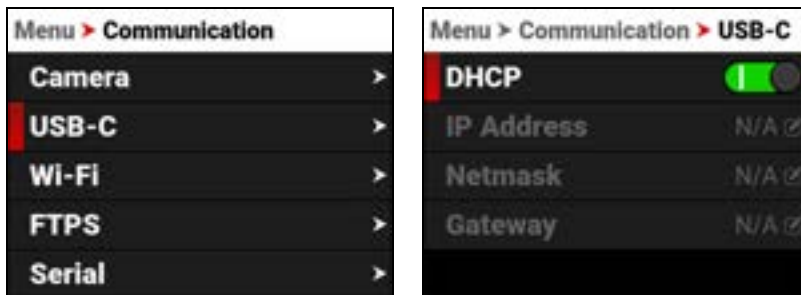 Menu > Communication
Camera >
USB-C >
Wi-Fi >
FTPS >
Serial >
Menu > Communication > USB-C
DHCP
IP Address N/A
Netmask N/A
Gateway N/A